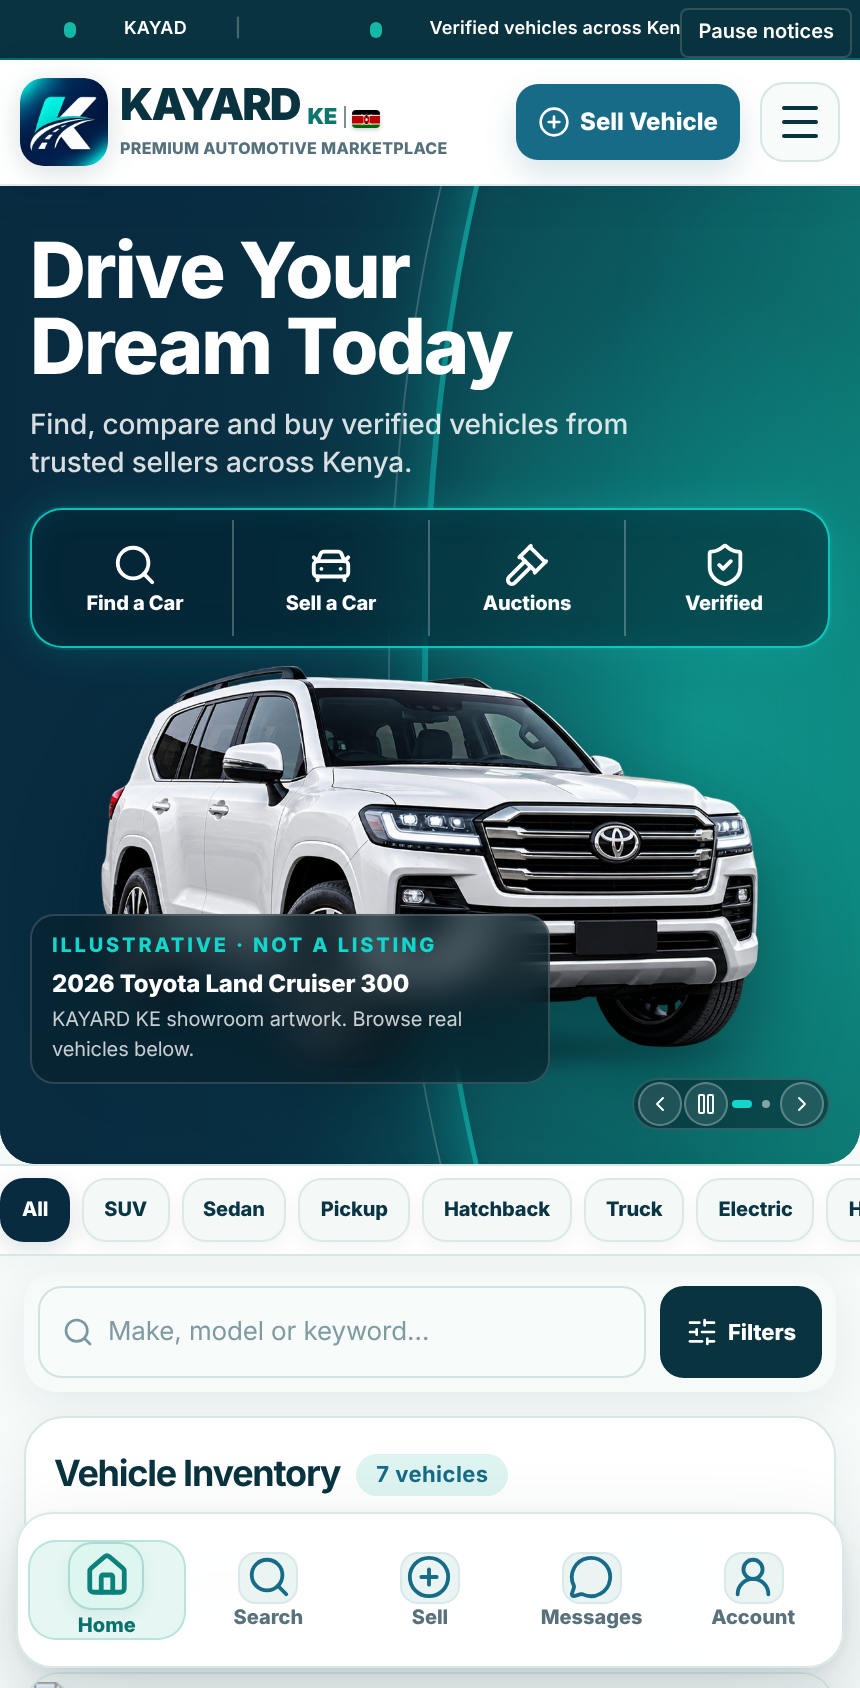 KAYAD
Verified vehicles across Ken
Pause notices
KAYARD KE
PREMIUM AUTOMOTIVE MARKETPLACE
Sell Vehicle
Drive Your
Dream Today
Find, compare and buy verified vehicles from
trusted sellers across Kenya.
Find a Car
Sell a Car
Auctions
Verified
ILLUSTRATIVE · NOT A LISTING
2026 Toyota Land Cruiser 300
KAYARD KE showroom artwork. Browse real
vehicles below.
All
SUV
Sedan
Pickup
Hatchback
Truck
Electric
H
Make, model or keyword...
Filters
Vehicle Inventory
7 vehicles
Home
Search
Sell
Messages
Account